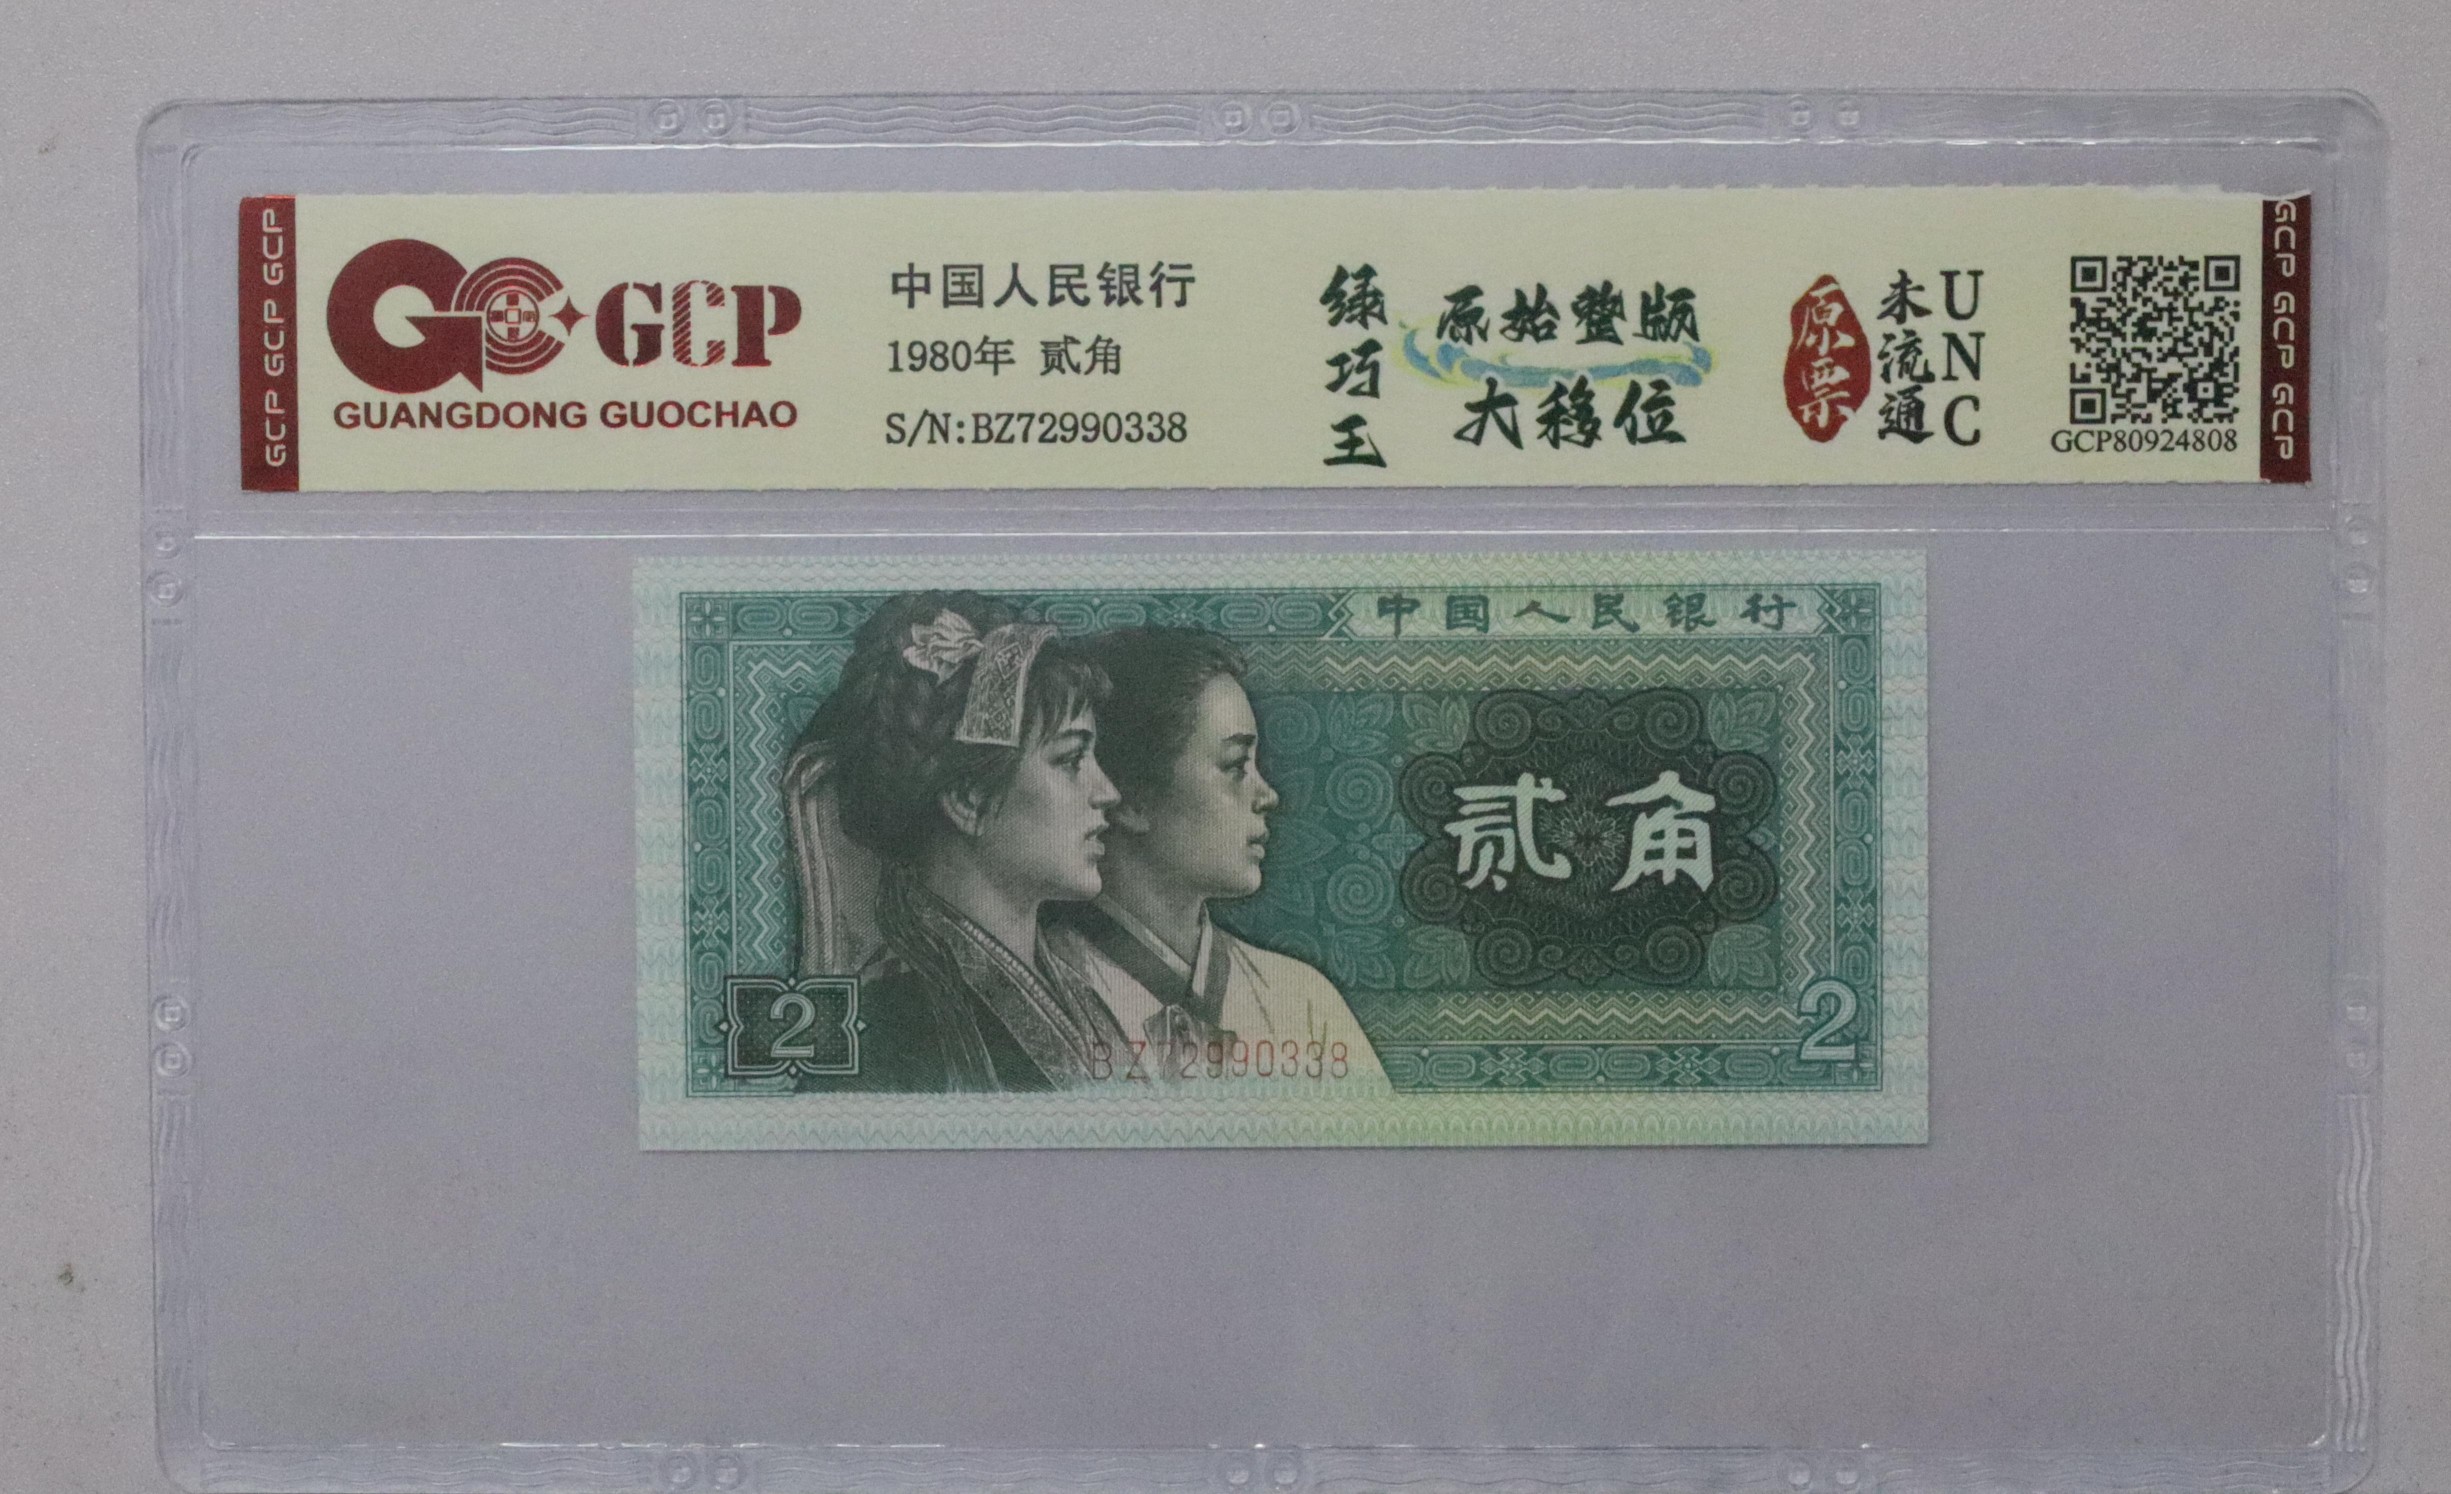 GCP GCP GCP
GCP
GUANGDONG GUOCHAO
中国人民银行
1980年 贰角
S/N:BZ72990338
绿巧王
原始整版
大移位
原票
未流通
UNC
GCP80924808
GCP GCP GCP
中国人民银行
贰角
2
2
BZ72990338